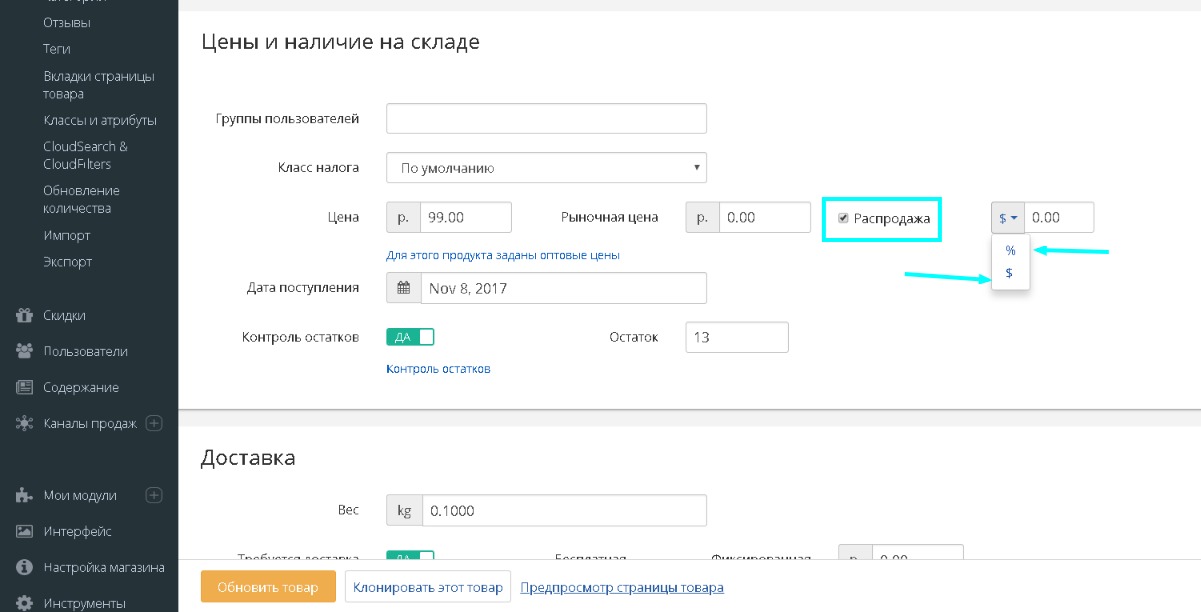 Отзывы
Теги
Вкладки страницы
товара
Классы и атрибуты
CloudSearch &
CloudFilters
Обновление
количества
Импорт
Экспорт
Скидки
Пользователи
Содержание
Каналы продаж
Мои модули
Интерфейс
Настройка магазина
Инструменты
Цены и наличие на складе
Группы пользователей
Класс налога По умолчанию
Цена р. 99.00 Рыночная цена р. 0.00 Распродажа $ 0.00
%
$
Для этого продукта заданы оптовые цены
Дата поступления Nov 8, 2017
Контроль остатков ДА Остаток 13
Контроль остатков
Доставка
Вес kg 0.1000
Требуется доставка ДА Бесплатная Фиксированная р. 0.00
Обновить товар Клонировать этот товар Предпросмотр страницы товара